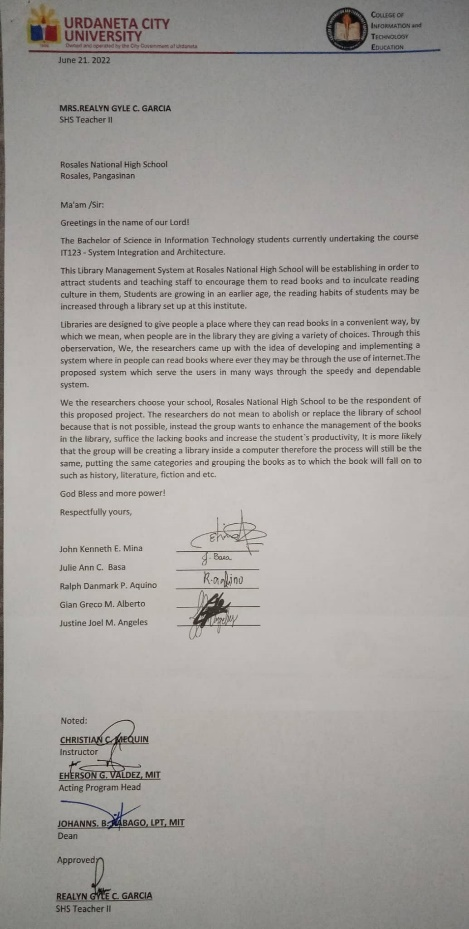 URDANETA CITY
UNIVERSITY
Owned and operated by the City Government of Urdaneta
COLLEGE OF
INFORMATION and
TECHNOLOGY
EDUCATION
June 21. 2022
MRS.REALYN GYLE C. GARCIA
SHS Teacher II
Rosales National High School
Rosales, Pangasinan
Ma'am /Sir:
Greetings in the name of our Lord!
The Bachelor of Science in Information Technology students currently undertaking the course
IT123 - System Integration and Architecture.
This Library Management System at Rosales National High School will be establishing in order to
attract students and teaching staff to encourage them to read books and to inculcate reading
culture in them, Students are growing in an earlier age, the reading habits of students may be
increased through a library set up at this institute.
Libraries are designed to give people a place where they can read books in a convenient way, by
which we mean, when people are in the library they are giving a variety of choices. Through this
oberservation, We, the researchers came up with the idea of developing and implementing a
system where in people can read books where ever they may be through the use of internet.The
proposed system which serve the users in many ways through the speedy and dependable
system.
We the researchers choose your school, Rosales National High School to be the respondent of
this proposed project. The researchers do not mean to abolish or replace the library of school
because that is not possible, instead the group wants to enhance the management of the books
in the library, suffice the lacking books and increase the student's productivity, It is more likely
that the group will be creating a library inside a computer therefore the process will still be the
same, putting the same categories and grouping the books as to which the book will fall on to
such as history, literature, fiction and etc.
God Bless and more power!
Respectfully yours,
John Kenneth E. Mina
Julie Ann C. Basa J. Basa
Ralph Danmark P. Aquino
Gian Greco M. Alberto
Justine Joel M. Angeles
Noted:
CHRISTIAN C. MEQUIN
Instructor
EHERSON G. VALDEZ, MIT
Acting Program Head
JOHANNS. B. RABAGO, LPT, MIT
Dean
Approved:
REALYN GYLE C. GARCIA
SHS Teacher II